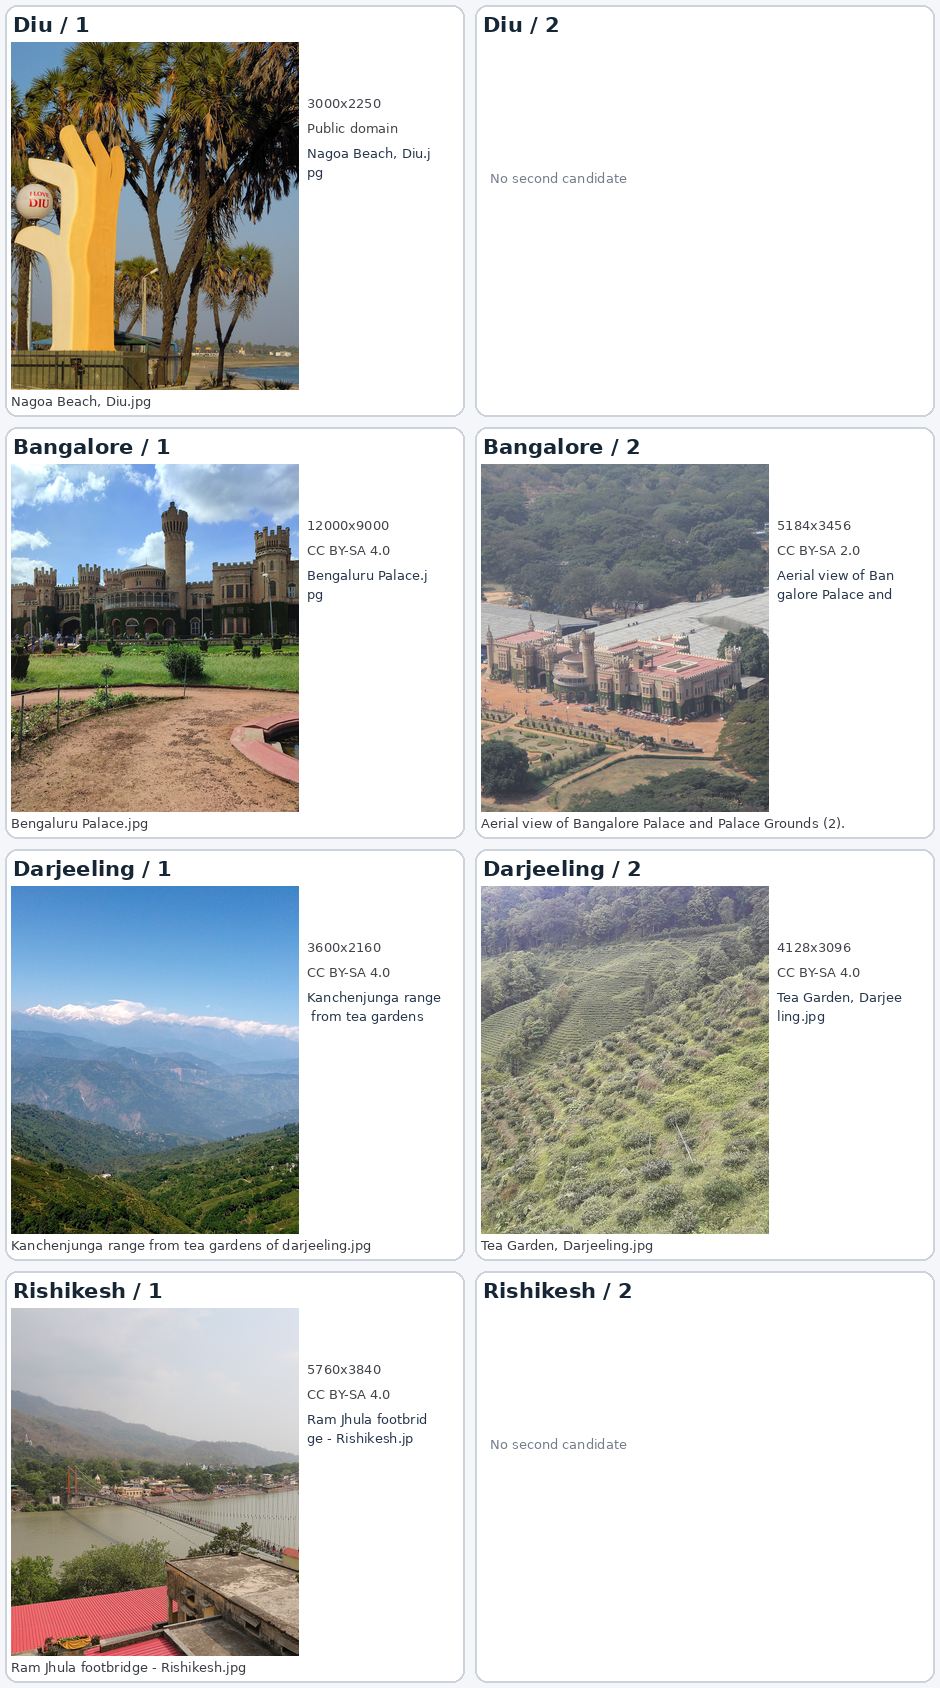 Diu / 1
I LOVE
DIU
3000x2250
Public domain
Nagoa Beach, Diu.j
pg
Nagoa Beach, Diu.jpg
Diu / 2
No second candidate
Bangalore / 1
12000x9000
CC BY-SA 4.0
Bengaluru Palace.j
pg
Bengaluru Palace.jpg
Bangalore / 2
5184x3456
CC BY-SA 2.0
Aerial view of Ban
galore Palace and
Aerial view of Bangalore Palace and Palace Grounds (2).
Darjeeling / 1
3600x2160
CC BY-SA 4.0
Kanchenjunga range
from tea gardens
Kanchenjunga range from tea gardens of darjeeling.jpg
Darjeeling / 2
4128x3096
CC BY-SA 4.0
Tea Garden, Darjee
ling.jpg
Tea Garden, Darjeeling.jpg
Rishikesh / 1
5760x3840
CC BY-SA 4.0
Ram Jhula footbrid
ge - Rishikesh.jp
Ram Jhula footbridge - Rishikesh.jpg
Rishikesh / 2
No second candidate